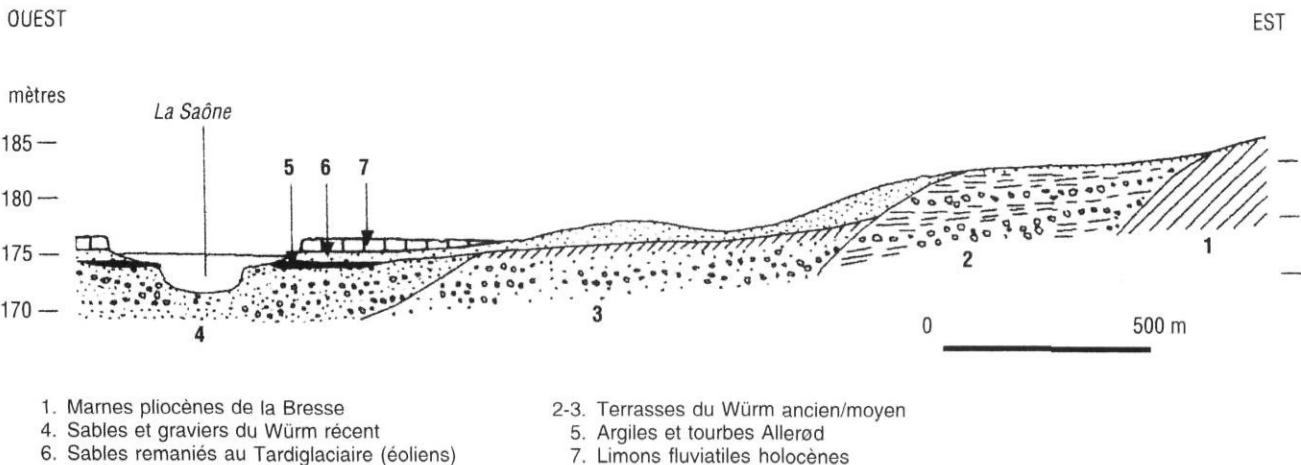 OUEST
EST
mètres
La Saône
185
5 6 7
180
175
170
1
2
3
4
0 500 m
1. Marnes pliocènes de la Bresse
4. Sables et graviers du Würm récent
6. Sables remaniés au Tardiglaciaire (éoliens)
2-3. Terrasses du Würm ancien/moyen
5. Argiles et tourbes Allerød
7. Limons fluviatiles holocènes